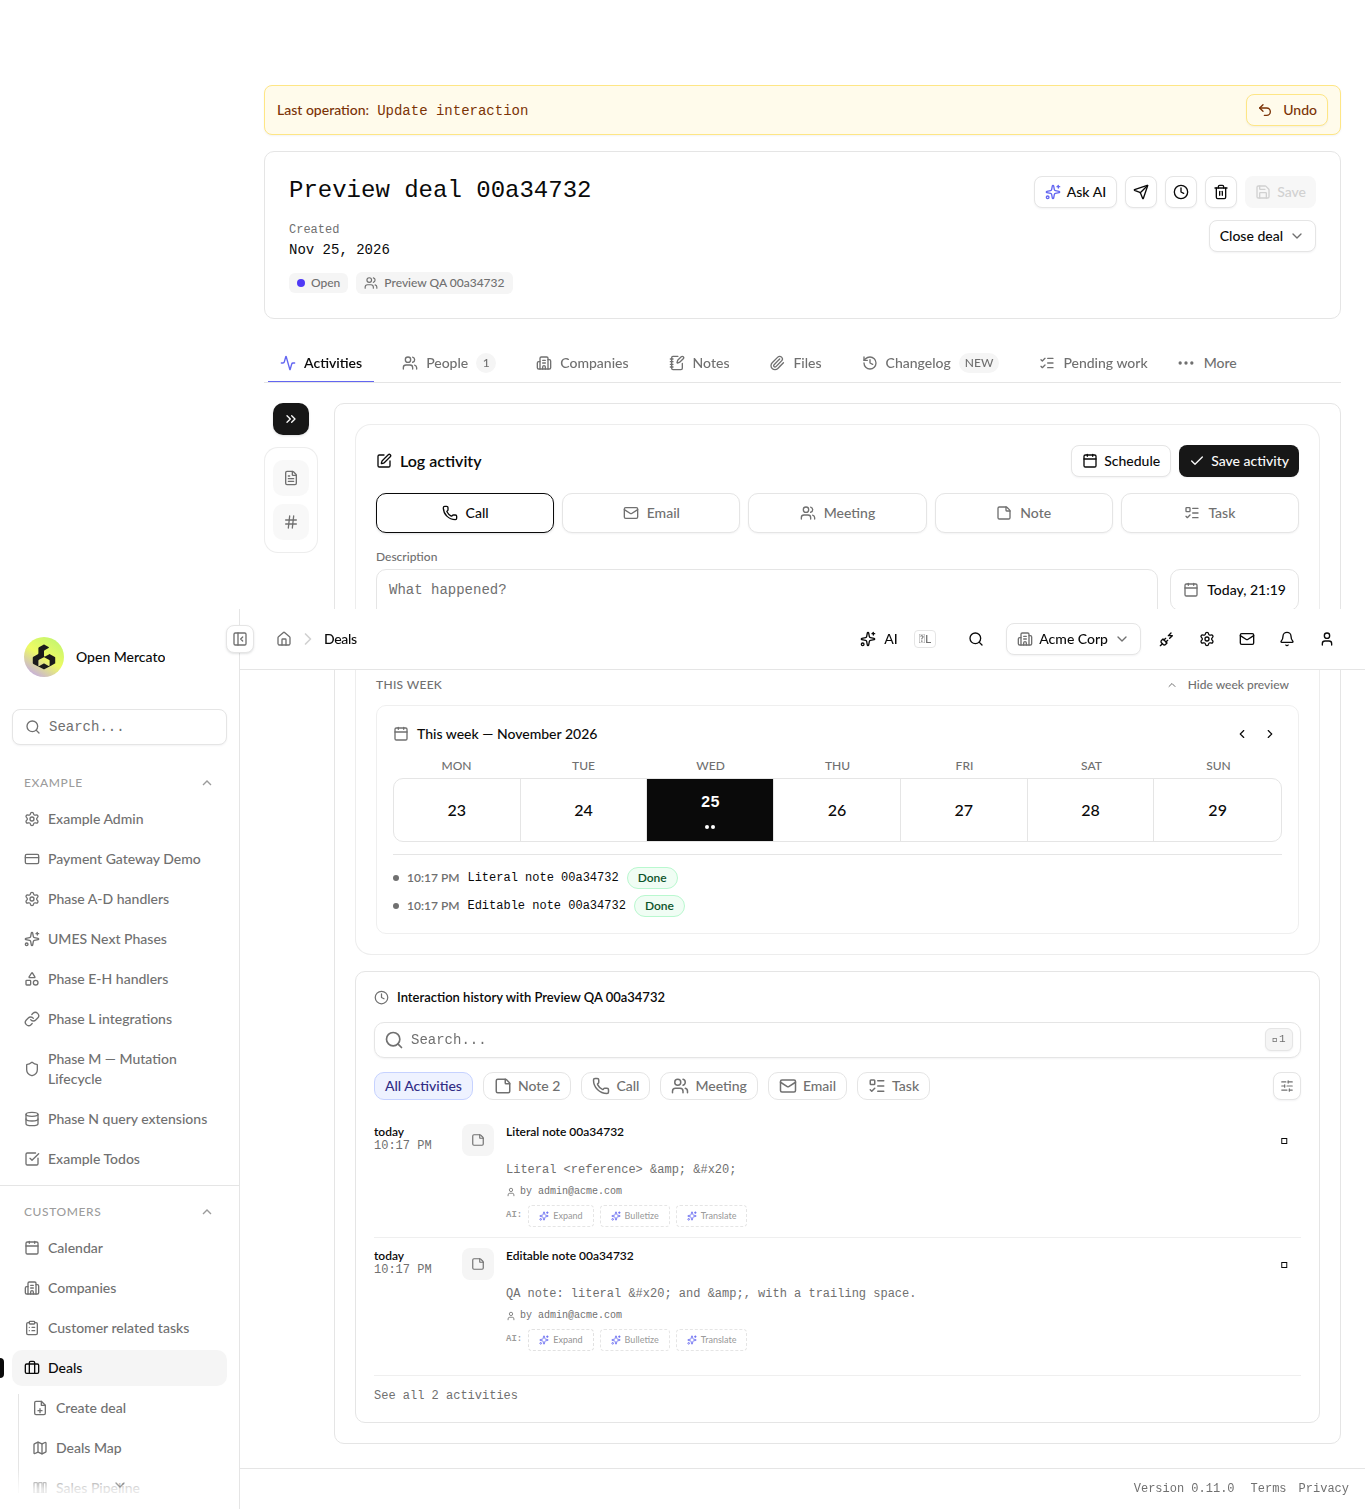 Last operation: Update interaction
Undo
Preview deal 00a34732
Ask AI
Save
Created
Nov 25, 2026
Close deal
Open
Preview QA 00a34732
Activities
People 1
Companies
Notes
Files
Changelog NEW
Pending work
More
Log activity
Schedule
Save activity
Call
Email
Meeting
Note
Task
Description
What happened?
Today, 21:19
Open Mercato
Deals
AI
L
Acme Corp
Search...
EXAMPLE
Example Admin
Payment Gateway Demo
Phase A-D handlers
UMES Next Phases
Phase E-H handlers
Phase L integrations
Phase M — Mutation
Lifecycle
Phase N query extensions
Example Todos
CUSTOMERS
Calendar
Companies
Customer related tasks
Deals
Create deal
Deals Map
Sales Pipeline
THIS WEEK
Hide week preview
This week — November 2026
MON TUE WED THU FRI SAT SUN
23 24 25 26 27 28 29
10:17 PM Literal note 00a34732 Done
10:17 PM Editable note 00a34732 Done
Interaction history with Preview QA 00a34732
Search...
1
All Activities
Note 2
Call
Meeting
Email
Task
today
10:17 PM
Literal note 00a34732
Literal <reference> &amp; &#x20;
by admin@acme.com
AI: Expand Bulletize Translate
today
10:17 PM
Editable note 00a34732
QA note: literal &#x20; and &amp;, with a trailing space.
by admin@acme.com
AI: Expand Bulletize Translate
See all 2 activities
Version 0.11.0 Terms Privacy